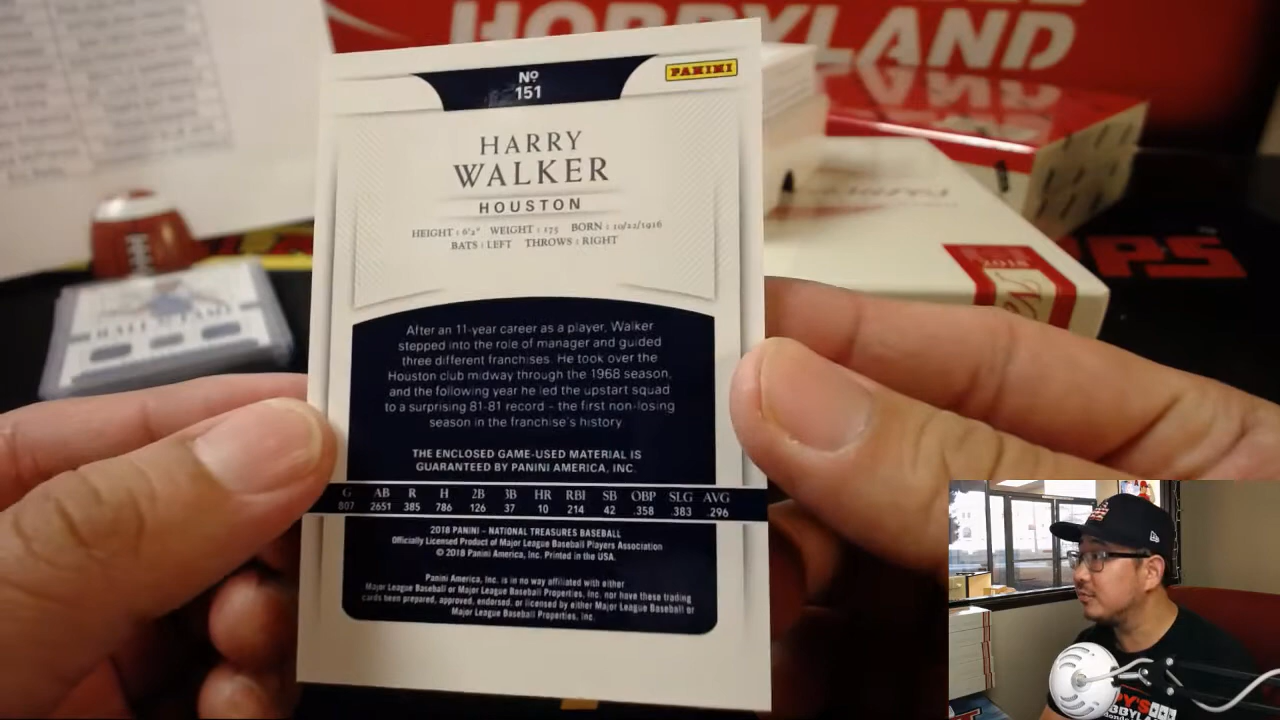 HOBBYLAND
Nº
151
PANINI
HARRY
WALKER
HOUSTON
HEIGHT : 6'2" WEIGHT : 175 BORN : 10/22/1916
BATS : LEFT THROWS : RIGHT
After an 11-year career as a player, Walker
stepped into the role of manager and guided
three different franchises. He took over the
Houston club midway through the 1968 season,
and the following year he led the upstart squad
to a surprising 81-81 record – the first non-losing
season in the franchise's history
THE ENCLOSED GAME-USED MATERIAL IS
GUARANTEED BY PANINI AMERICA, INC.
G AB R H 2B 3B HR RBI SB OBP SLG AVG
807 2651 385 786 126 37 10 214 42 .358 .383 .296
2018 PANINI – NATIONAL TREASURES BASEBALL
Officially Licensed Product of Major League Baseball Players Association
© 2018 Panini America, Inc. Printed in the USA.
Panini America, Inc. is in no way affiliated with either
Major League Baseball or Major League Baseball Properties, Inc. nor have these trading
cards been prepared, approved, endorsed, or licensed by either Major League Baseball or
Major League Baseball Properties, Inc.
HALL OF FAME